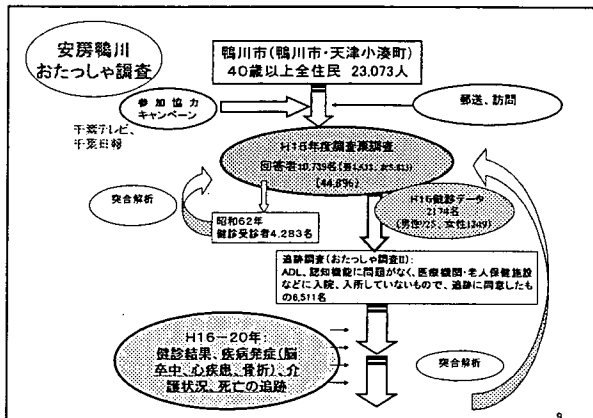 安房鴨川
おたっしゃ調査
鴨川市(鴨川市・天津小湊町)
40歳以上全住民 23,073人
参加協力
キャンペーン
郵送、訪問
千葉テレビ、
千葉日報
H15年度調査票調査
回答者
(44.8%)
突合解析
昭和62年
健診受診者4,283名
H16健診データ
2174名
(男性925、女性1249)
追跡調査(おたっしゃ調査II):
ADL、認知機能に問題がなく、医療機関・老人保健施設
などに入院、入所していないもので、追跡に同意したも
の6,511名
H16-20年:
健診結果、疾病発症(脳
卒中、心疾患、骨折)、介
護状況、死亡の追跡
突合解析
9